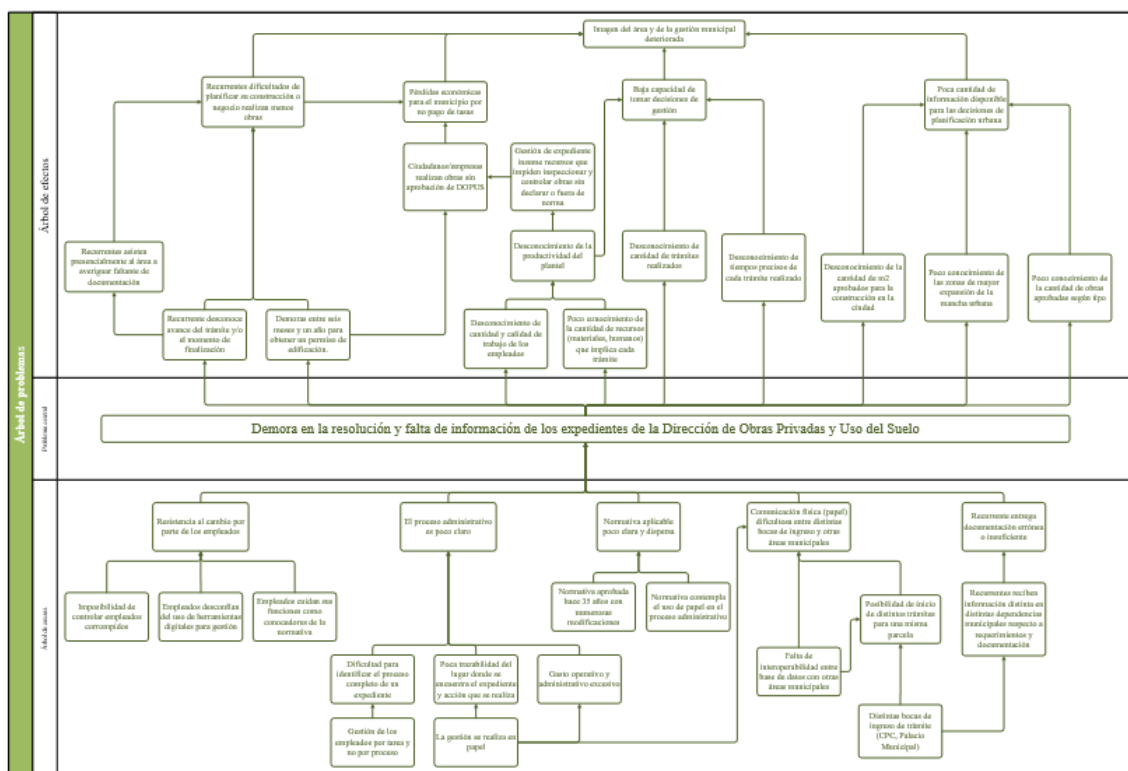 Árbol de problemas
Árbol de efectos
Imagen del área y de la gestión municipal
deteriorada
Recurrentes dificultades de
planificar su construcción o
negocio realizan menos
obras
Pérdidas económicas
para el municipio por
no pago de tasas
Baja capacidad de
tomar decisiones de
gestión
Poca cantidad de
información disponible
para las decisiones de
planificación urbana
Ciudadanos/empresas
realizan obras sin
aprobación de DOPUS
Gestión de expediente
insume recursos que
impiden inspeccionar y
controlar obras sin
declarar o fuera de
norma
Recurrentes asisten
presencialmente al área a
averiguar faltante de
documentación
Desconocimiento de la
productividad del
plantel
Desconocimiento de
cantidad de trámites
realizados
Desconocimiento de
tiempos precisos de
cada trámite realizado
Desconocimiento de la
cantidad de m2
aprobados para la
construcción en la
ciudad
Poco conocimiento de
las zonas de mayor
expansión de la
mancha urbana
Poco conocimiento de
la cantidad de obras
aprobadas según tipo
Recurrente desconoce
avance del trámite y/o
el momento de
finalización
Demoras entre seis
meses y un año para
obtener un permiso de
edificación.
Desconocimiento de
cantidad y calidad de
trabajo de los
empleados
Poco conocimiento de
la cantidad de recursos
(materiales, humanos)
que implica cada
trámite
Problema central
Demora en la resolución y falta de información de los expedientes de la Dirección de Obras Privadas y Uso del Suelo
Árbol de causas
Resistencia al cambio por
parte de los empleados
El proceso administrativo
es poco claro
Normativa aplicable
poco clara y dispersa
Comunicación física (papel)
dificultosa entre distintas
bocas de ingreso y otras
áreas municipales
Recurrente entrega
documentación errónea
o insuficiente
Imposibilidad de
controlar empleados
corrompidos
Empleados desconfían
del uso de herramientas
digitales para gestión
Empleados cuidan sus
funciones como
conocedores de la
normativa
Normativa aprobada
hace 35 años con
numerosas
modificaciones
Normativa contempla
el uso de papel en el
proceso administrativo
Posibilidad de inicio
de distintos trámites
para una misma
parcela
Recurrentes reciben
información distinta en
distintas dependencias
municipales respecto a
requerimientos y
documentación
Dificultad para
identificar el proceso
completo de un
expediente
Poca trazabilidad del
lugar donde se
encuentra el expediente
y acción que se realiza
Gasto operativo y
administrativo excesivo
Falta de
interoperabilidad entre
base de datos con otras
áreas municipales
Gestión de los
empleados por tarea y
no por proceso
La gestión se realiza en
papel
Distintas bocas de
ingreso de trámite
(CPC, Palacio
Municipal)